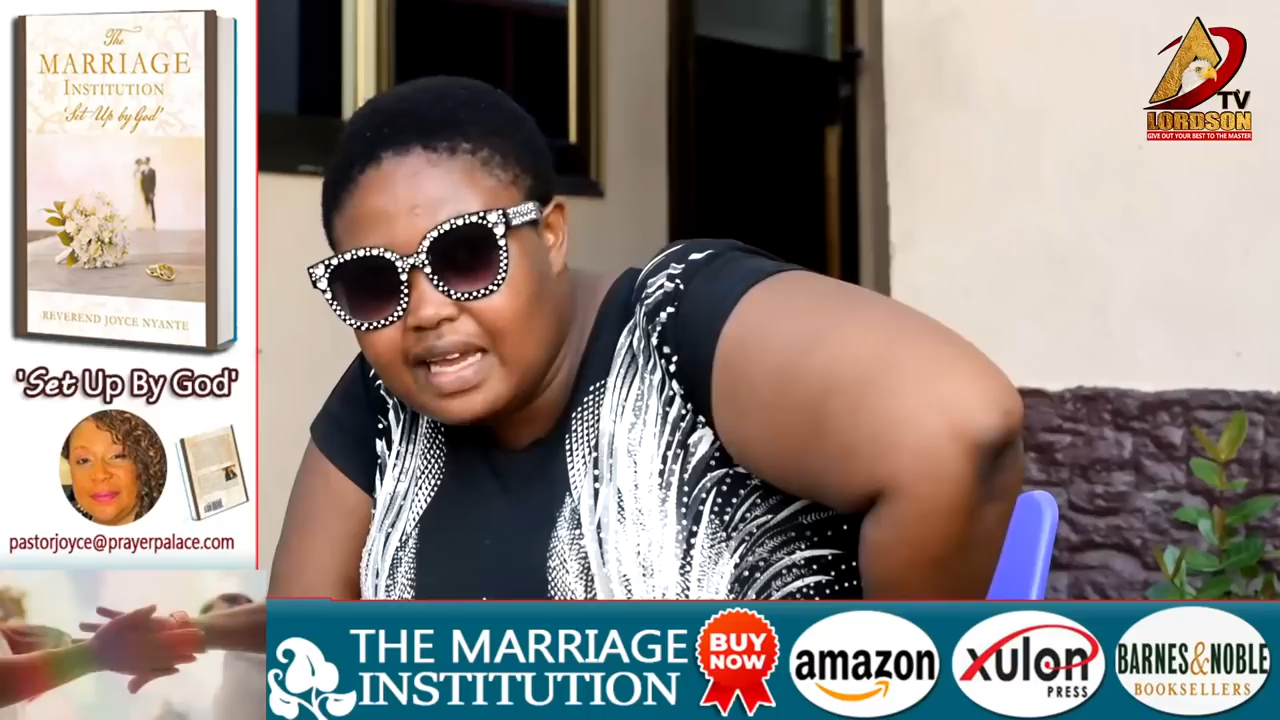 The
MARRIAGE
INSTITUTION
'Set Up by God'
REVEREND JOYCE NYANTE
'Set Up By God'
pastorjoyce@prayerpalace.com
TV
LORDSON
GIVE OUT YOUR BEST TO THE MASTER
THE MARRIAGE
INSTITUTION
BUY
NOW
amazon
xulon
PRESS
BARNES&NOBLE
BOOKSELLERS